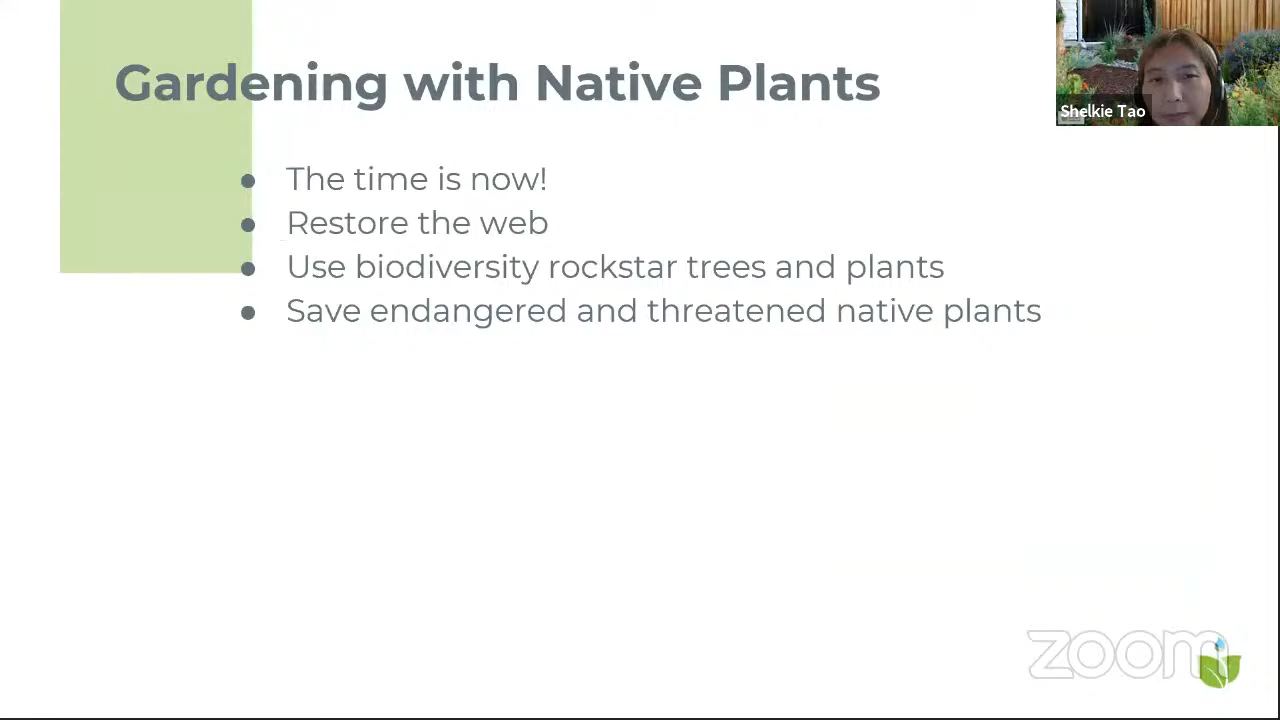 Gardening with Native Plants
Shelkie Tao
● The time is now!
● Restore the web
● Use biodiversity rockstar trees and plants
● Save endangered and threatened native plants
zoom